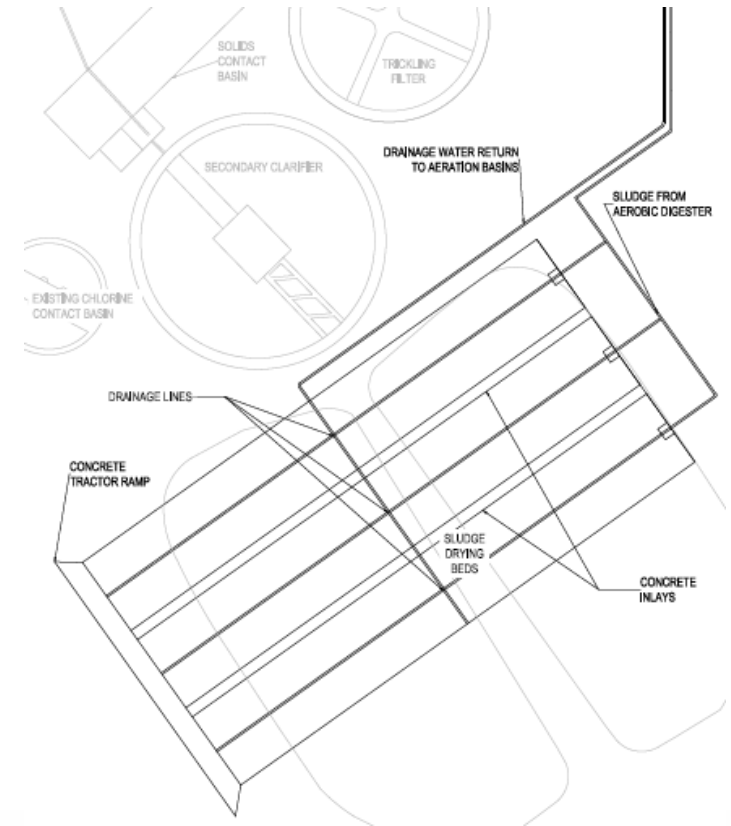 SOLIDS
CONTACT
BASIN
TRICKLING
FILTER
SECONDARY CLARIFIER
DRAINAGE WATER RETURN
TO AERATION BASINS
SLUDGE FROM
AEROBIC DIGESTER
EXISTING CHLORINE
CONTACT BASIN
DRAINAGE LINES
CONCRETE
TRACTOR RAMP
SLUDGE
DRYING
BEDS
CONCRETE
INLAYS